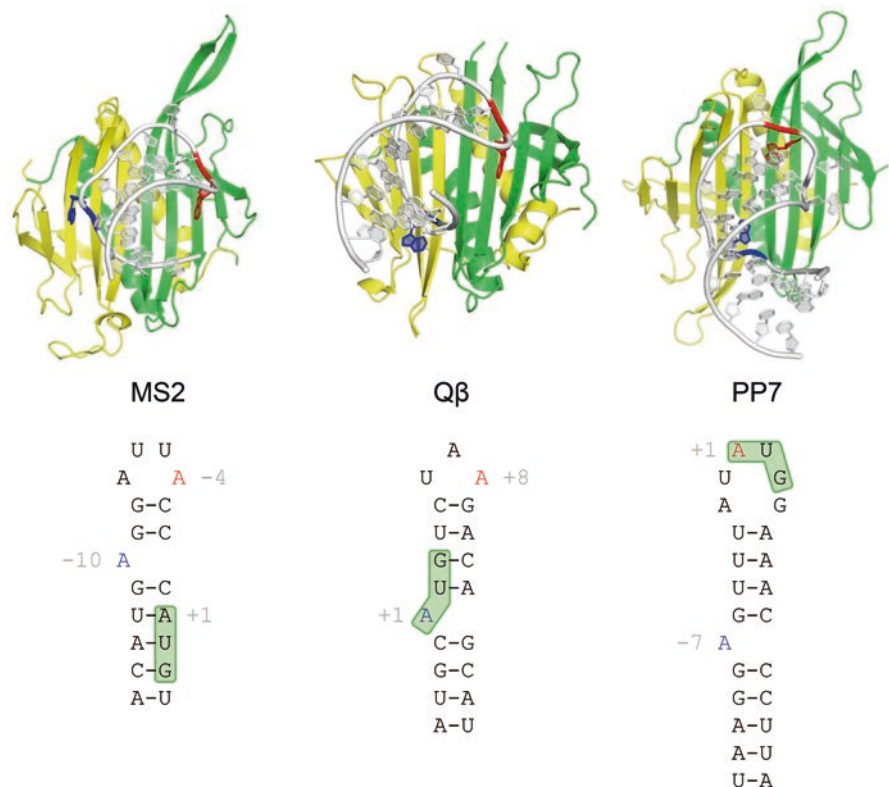 MS2
U U
A A −4
G–C
G–C
−10 A
G–C
U–A +1
A–U
C–G
A–U
Qβ
A
U A +8
C–G
U–A
G–C
U–A
+1 A
C–G
G–C
U–A
A–U
PP7
+1 A U
U G
A G
U–A
U–A
U–A
G–C
−7 A
G–C
G–C
A–U
A–U
U–A